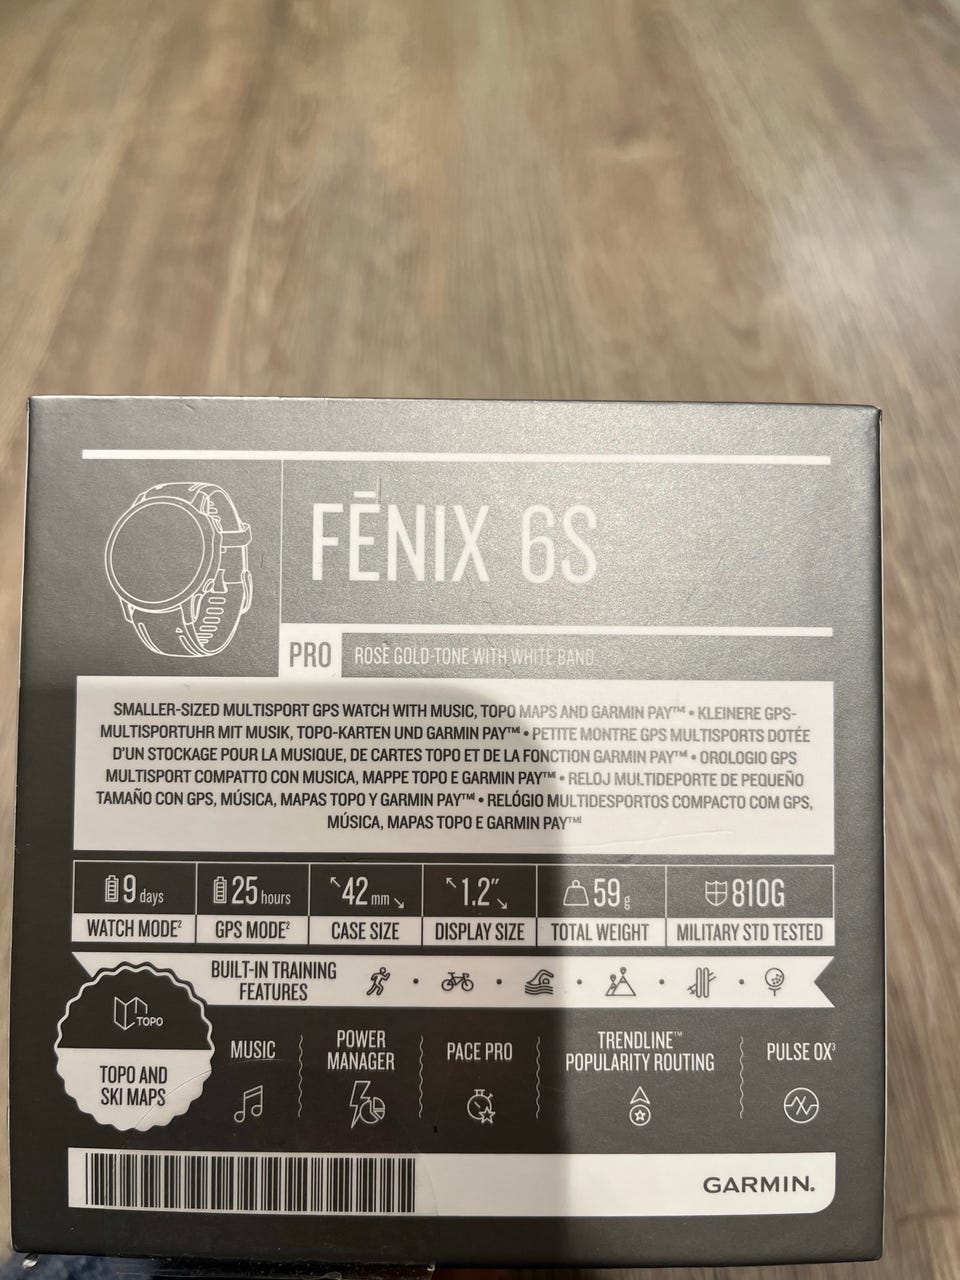 FĒNIX 6S
PRO ROSE GOLD-TONE WITH WHITE BAND
SMALLER-SIZED MULTISPORT GPS WATCH WITH MUSIC, TOPO MAPS AND GARMIN PAY™ • KLEINERE GPS-
MULTISPORTUHR MIT MUSIK, TOPO-KARTEN UND GARMIN PAY™ • PETITE MONTRE GPS MULTISPORTS DOTÉE
D'UN STOCKAGE POUR LA MUSIQUE, DE CARTES TOPO ET DE LA FONCTION GARMIN PAY™ • OROLOGIO GPS
MULTISPORT COMPATTO CON MUSICA, MAPPE TOPO E GARMIN PAY™ • RELOJ MULTIDEPORTE DE PEQUEÑO
TAMAÑO CON GPS, MÚSICA, MAPAS TOPO Y GARMIN PAY™ • RELÓGIO MULTIDESPORTOS COMPACTO COM GPS,
MÚSICA, MAPAS TOPO E GARMIN PAY™
9 days 25 hours 42 mm 1.2″ 59 g 810G
WATCH MODE² GPS MODE² CASE SIZE DISPLAY SIZE TOTAL WEIGHT MILITARY STD TESTED
BUILT-IN TRAINING
FEATURES
TOPO
TOPO AND
SKI MAPS
MUSIC
POWER
MANAGER
PACE PRO
TRENDLINE™
POPULARITY ROUTING
PULSE OX³
GARMIN.